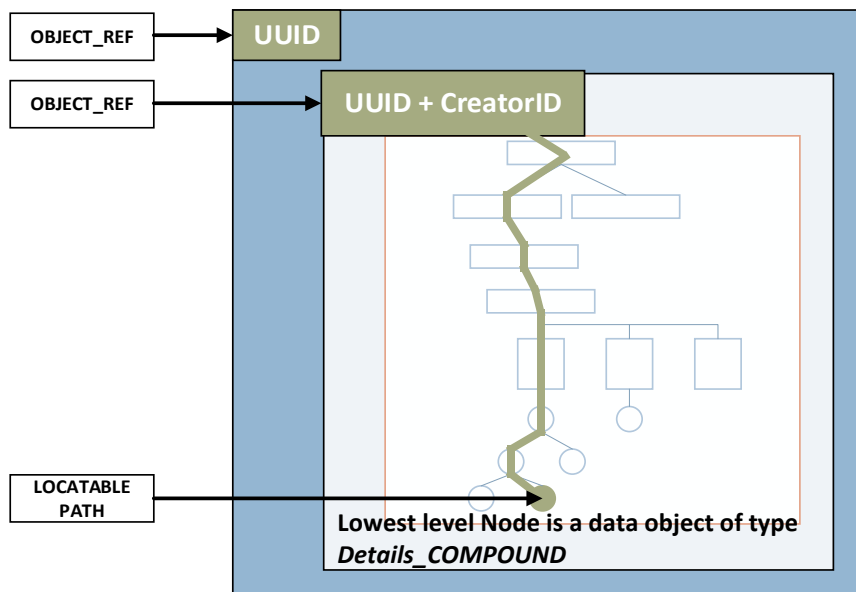 OBJECT_REF
UUID
OBJECT_REF
UUID + CreatorID
LOCATABLE
PATH
Lowest level Node is a data object of type
Details_COMPOUND